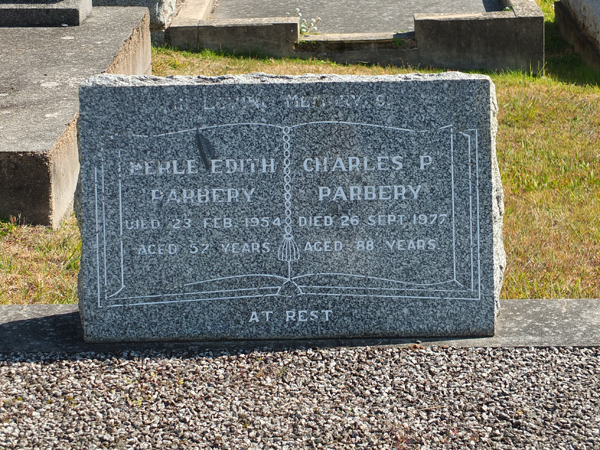 IN LOVING MEMORY OF
PERLE EDITH
PARBERY
DIED 23 FEB. 1954
AGED 57 YEARS
CHARLES P.
PARBERY
DIED 26 SEPT. 1977
AGED 88 YEARS
AT REST